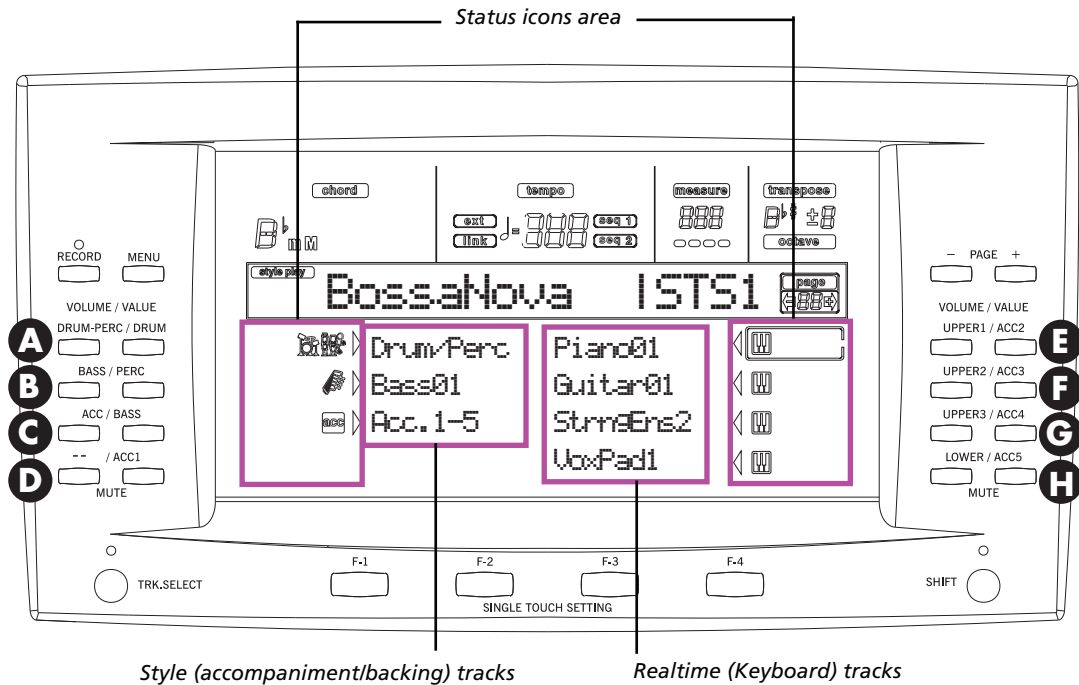 Status icons area
chord
tempo
measure
transpose
ext
link
seq 1
seq 2
octave
RECORD MENU
style play
BossaNova |STS1
page
- PAGE +
VOLUME / VALUE
VOLUME / VALUE
A DRUM-PERC / DRUM
Drum/Perc
Piano01
UPPER1 / ACC2 E
B BASS / PERC
Bass01
Guitar01
UPPER2 / ACC3 F
C ACC / BASS
acc
Acc.1-5
StrngEns2
UPPER3 / ACC4 G
D -- / ACC1
VoxPad1
LOWER / ACC5 H
MUTE
MUTE
TRK.SELECT
F-1
F-2
F-3
F-4
SHIFT
SINGLE TOUCH SETTING
Style (accompaniment/backing) tracks
Realtime (Keyboard) tracks